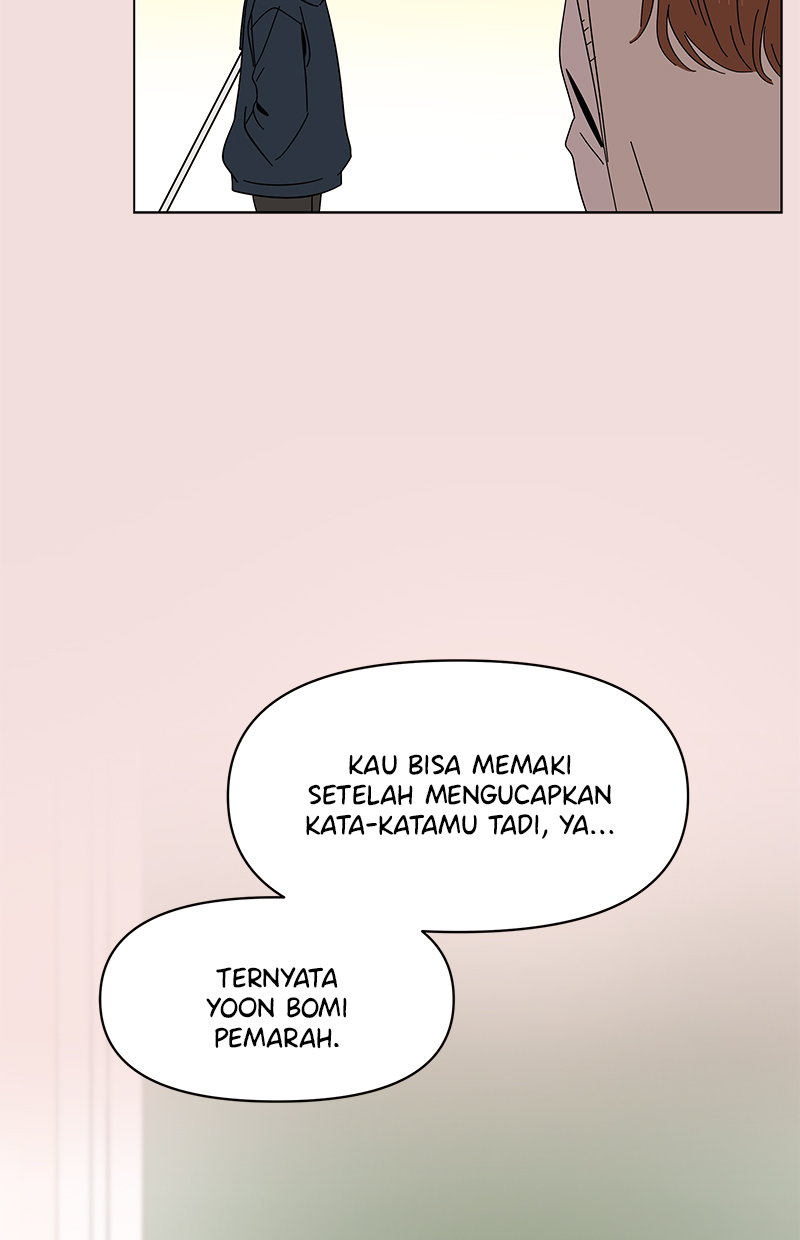 KAU BISA MEMAKI
SETELAH MENGUCAPKAN
KATA-KATAMU TADI, YA...
TERNYATA
YOON BOMI
PEMARAH.